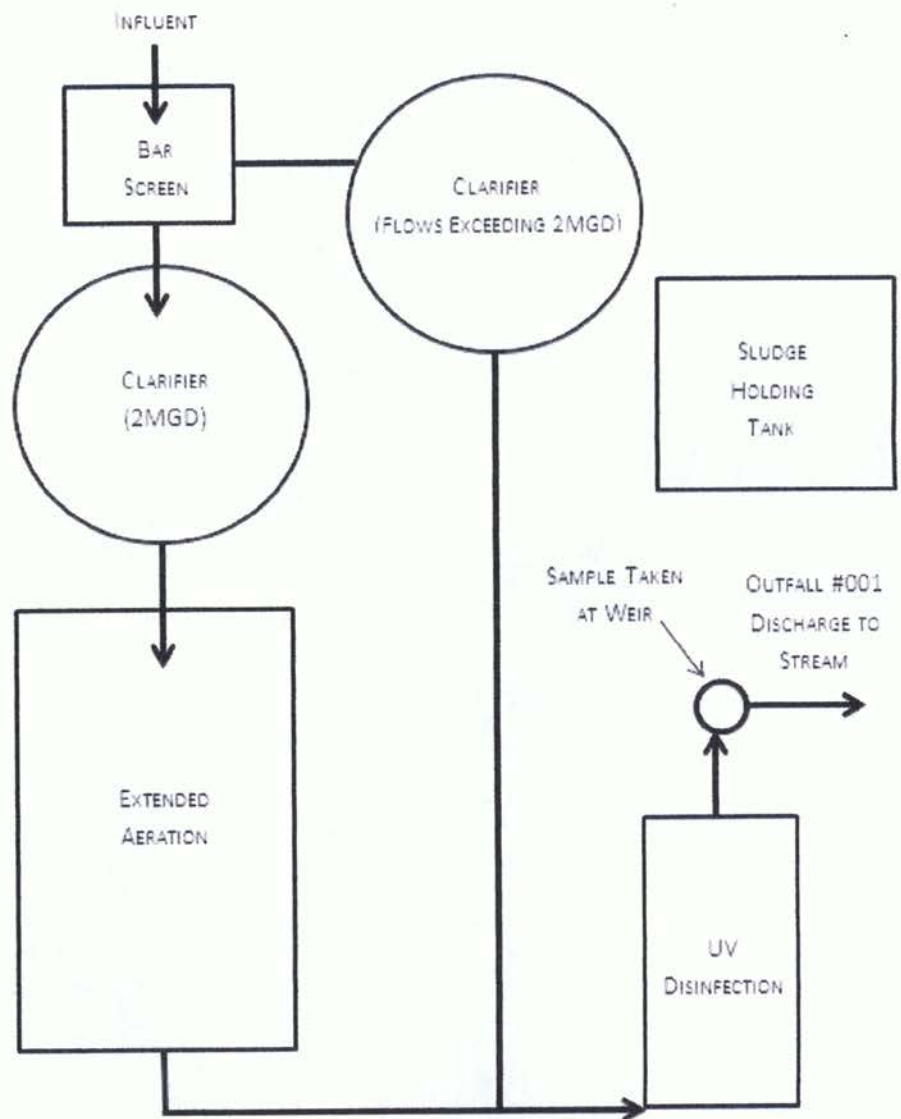 INFLUENT
BAR
SCREEN
CLARIFIER
(FLOWS EXCEEDING 2MGD)
CLARIFIER
(2MGD)
SLUDGE
HOLDING
TANK
SAMPLE TAKEN
AT WEIR
OUTFALL #001
DISCHARGE TO
STREAM
EXTENDED
AERATION
UV
DISINFECTION